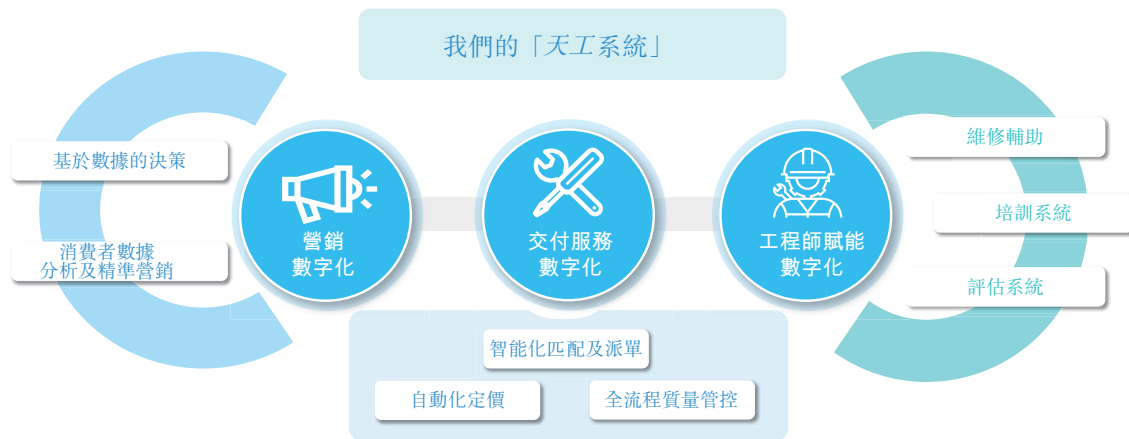 我們的「天工系統」
基於數據的決策
消費者數據
分析及精準營銷
營銷
數字化
交付服務
數字化
工程師賦能
數字化
維修輔助
培訓系統
評估系統
智能化匹配及派單
自動化定價
全流程質量管控